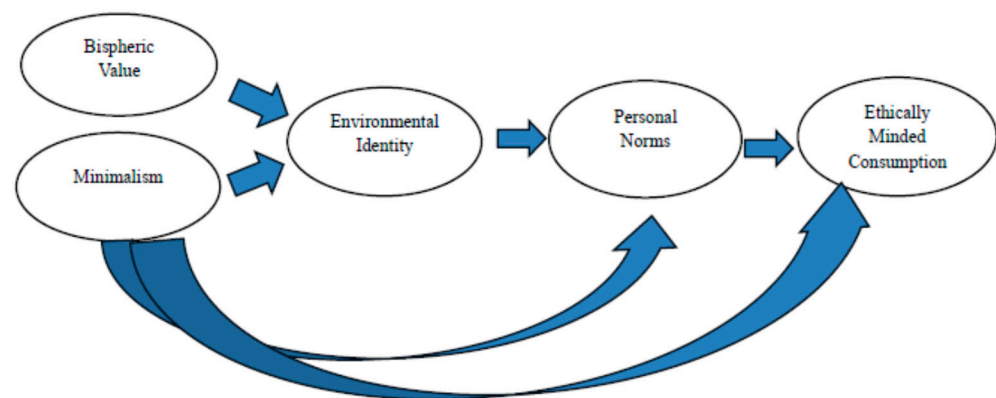 Bispheric
Value
Minimalism
Environmental
Identity
Personal
Norms
Ethically
Minded
Consumption